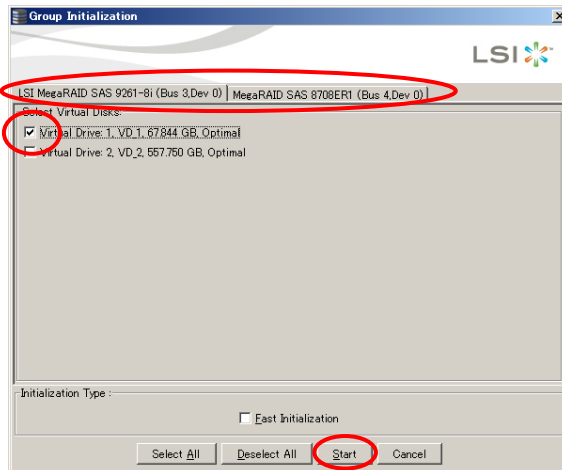 Group Initialization
LSI
LSI MegaRAID SAS 9261-8i (Bus 3,Dev 0) MegaRAID SAS 8708ER1 (Bus 4,Dev 0)
Select Virtual Disks:
Virtual Drive: 1, VD_1, 67.844 GB, Optimal
Virtual Drive: 2, VD_2, 557.750 GB, Optimal
Initialization Type :
Fast Initialization
Select All Deselect All Start Cancel